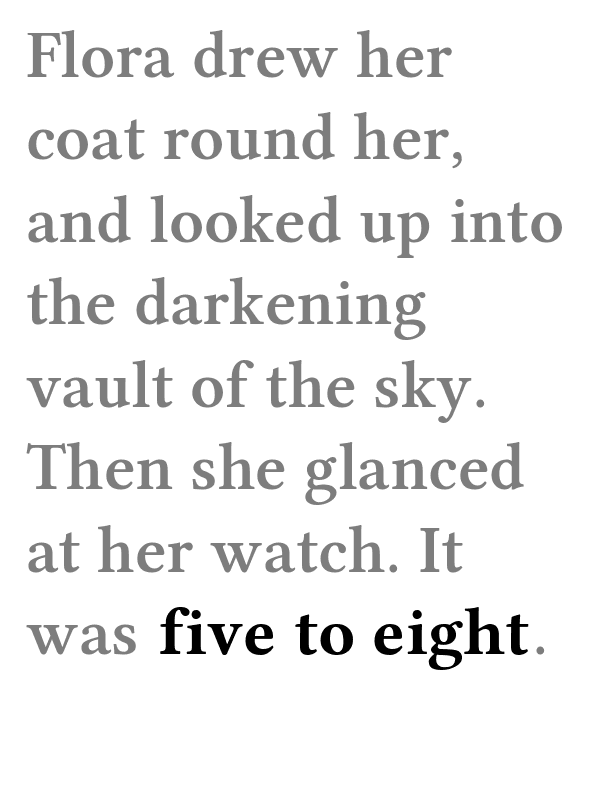 Flora drew her
coat round her,
and looked up into
the darkening
vault of the sky.
Then she glanced
at her watch. It
was five to eight.